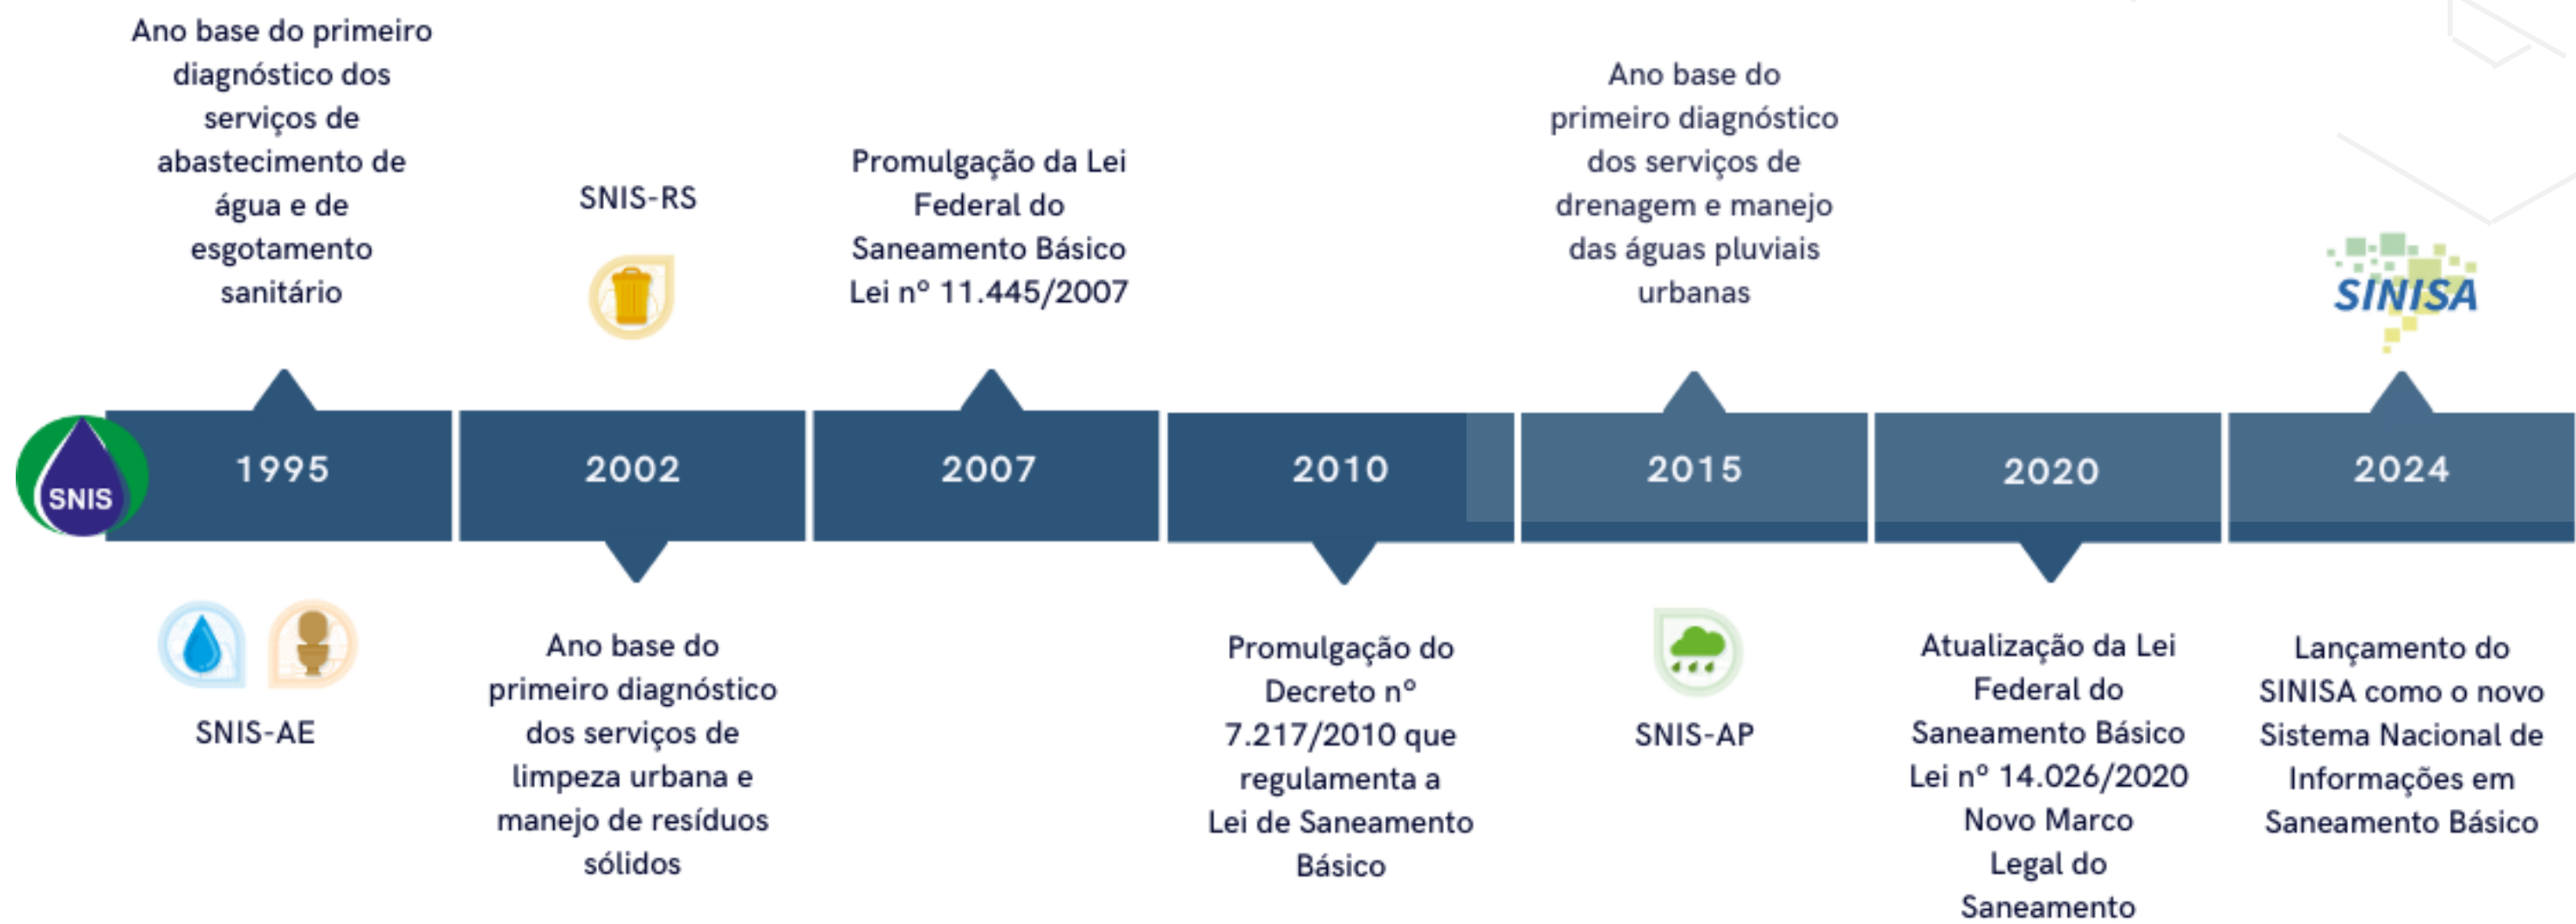 Ano base do primeiro
diagnóstico dos
serviços de
abastecimento de
água e de
esgotamento
sanitário
SNIS-RS
Promulgação da Lei
Federal do
Saneamento Básico
Lei nº 11.445/2007
Ano base do
primeiro diagnóstico
dos serviços de
drenagem e manejo
das águas pluviais
urbanas
SINISA
SNIS
1995
2002
2007
2010
2015
2020
2024
SNIS-AE
Ano base do
primeiro diagnóstico
dos serviços de
limpeza urbana e
manejo de resíduos
sólidos
Promulgação do
Decreto nº
7.217/2010 que
regulamenta a
Lei de Saneamento
Básico
SNIS-AP
Atualização da Lei
Federal do
Saneamento Básico
Lei nº 14.026/2020
Novo Marco
Legal do
Saneamento
Lançamento do
SINISA como o novo
Sistema Nacional de
Informações em
Saneamento Básico